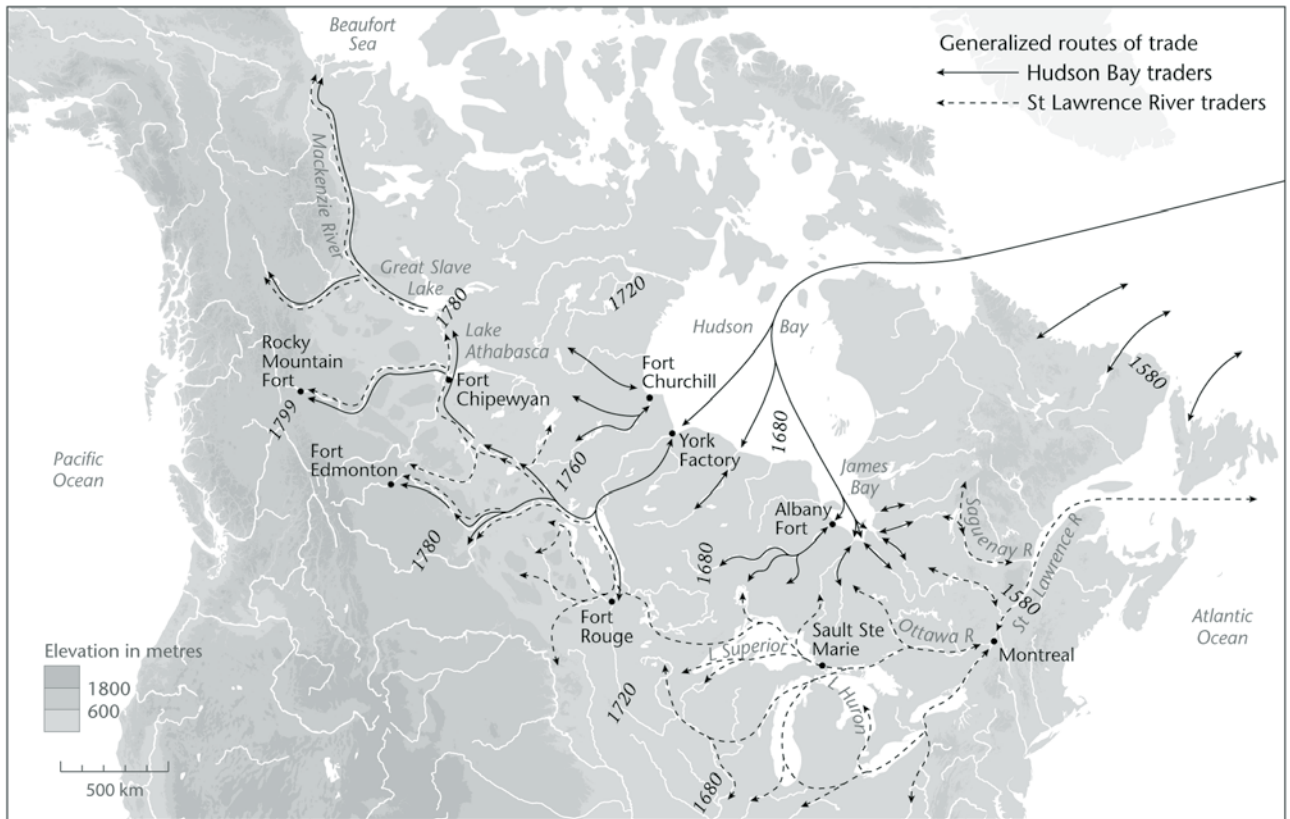 Beaufort
Sea
Generalized routes of trade
Hudson Bay traders
St Lawrence River traders
Mackenzie River
Great Slave
Lake
1780
1720
Hudson Bay
Lake
Athabasca
Rocky
Mountain
Fort
1799
Fort
Chipewyan
Fort
Churchill
1580
Fort
Edmonton
1760
York
Factory
1680
Pacific
Ocean
James
Bay
1780
Albany
Fort
Saguenay R
St Lawrence R
1680
1580
Fort
Rouge
Sault Ste
Marie
Ottawa R
Montreal
Atlantic
Ocean
L Superior
L Huron
1720
1680
Elevation in metres
1800
600
500 km